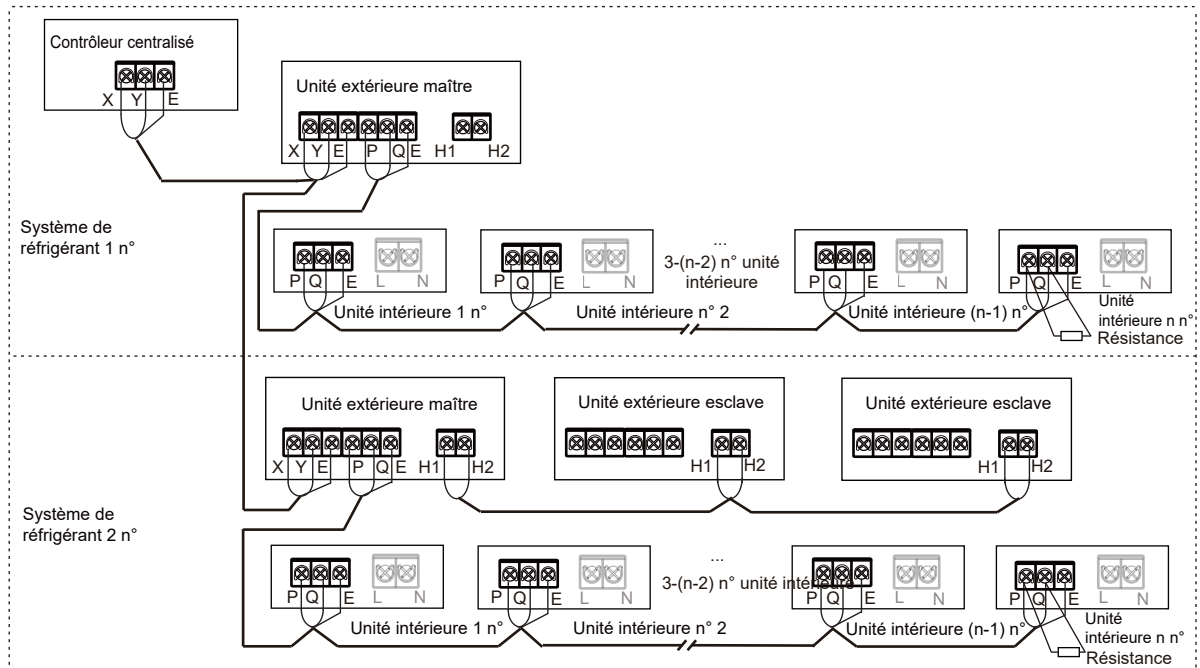 Contrôleur centralisé
X Y E
Unité extérieure maître
X Y E P Q E H1 H2
Système de
réfrigérant 1 n°
P Q E L N
P Q E L N
...
3-(n-2) n° unité
intérieure
P Q E L N
P Q E L N
Unité intérieure 1 n°
Unité intérieure n° 2
Unité intérieure (n-1) n°
Unité
intérieure n n°
Résistance
Unité extérieure maître
X Y E P Q E H1 H2
Unité extérieure esclave
H1 H2
Unité extérieure esclave
H1 H2
Système de
réfrigérant 2 n°
P Q E L N
P Q E L N
...
3-(n-2) n° unité intérieure
P Q E L N
P Q E L N
Unité intérieure 1 n°
Unité intérieure n° 2
Unité intérieure (n-1) n°
Unité
intérieure n n°
Résistance